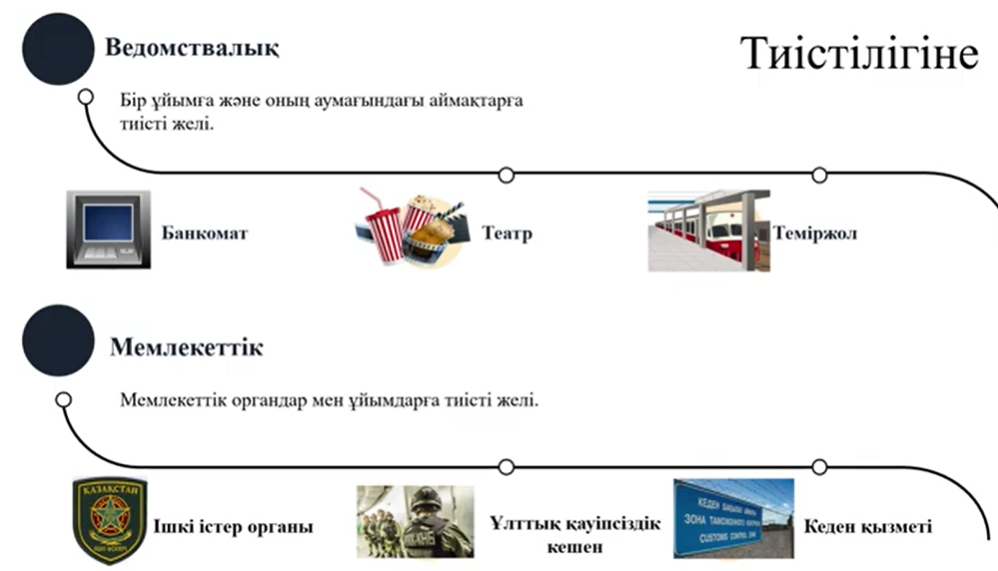 Тиістілігіне
Ведомствалық
Бір ұйымға және оның аумағындағы аймақтарға
тиісті желі.
Банкомат
Театр
Теміржол
Мемлекеттік
Мемлекеттік органдар мен ұйымдарға тиісті желі.
ҚАЗАҚСТАН
Ішкі істер органы
Ұлттық қауіпсіздік
кешен
КЕДЕН БАҚЫЛАУ АЙМАҒЫ
ЗОНА ТАМОЖЕННОГО КОНТРОЛЯ
CUSTOMS CONTROL ZONE
Кеден қызметі